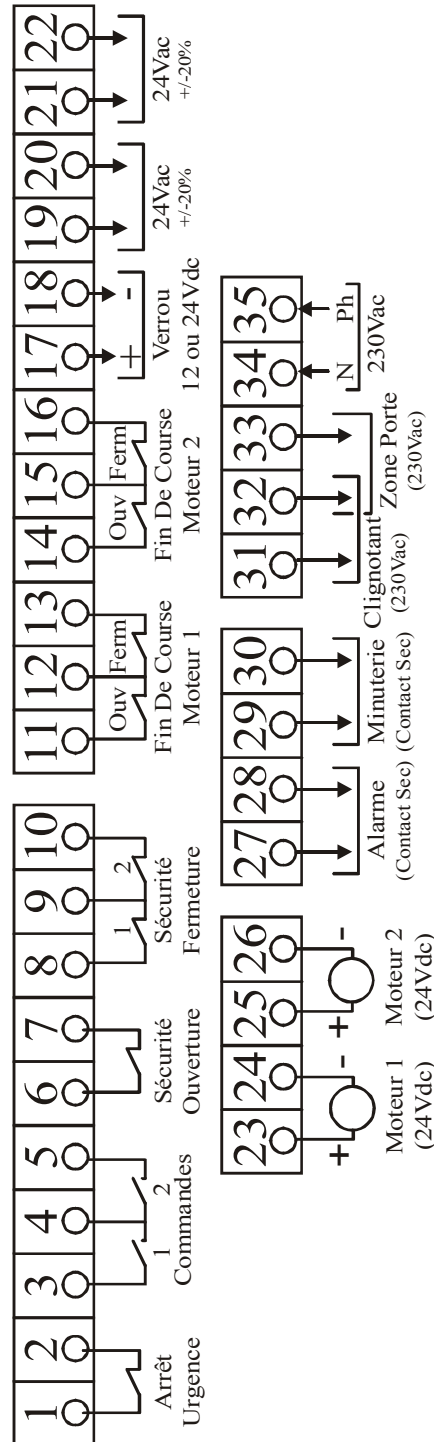 1 2 3 4 5 6 7 8 9 10 11 12 13 14 15 16 17 18 19 20 21 22
Arrêt
Urgence
1 2
Commandes
Sécurité
Ouverture
1 2
Sécurité
Fermeture
Ouv Ferm
Fin De Course
Moteur 1
Ouv Ferm
Fin De Course
Moteur 2
+ -
Verrou
12 ou 24Vdc
24Vac
+/-20%
24Vac
+/-20%
23 24 25 26 27 28 29 30 31 32 33 34 35
+ -
Moteur 1
(24Vdc)
+ -
Moteur 2
(24Vdc)
Alarme
(Contact Sec)
Minuterie
(Contact Sec)
Clignotant
(230Vac)
Zone Porte
(230Vac)
N Ph
230Vac